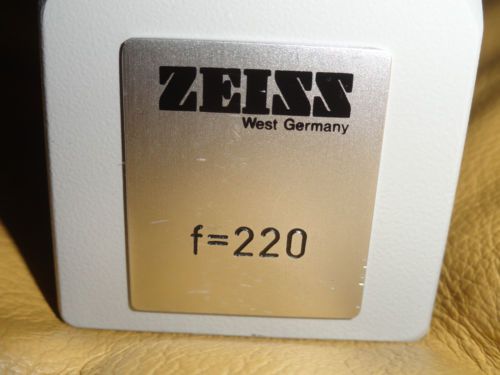 ZEISS
West Germany
f=220